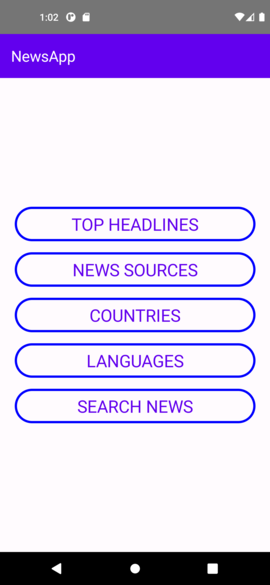 1:02
NewsApp
TOP HEADLINES
NEWS SOURCES
COUNTRIES
LANGUAGES
SEARCH NEWS